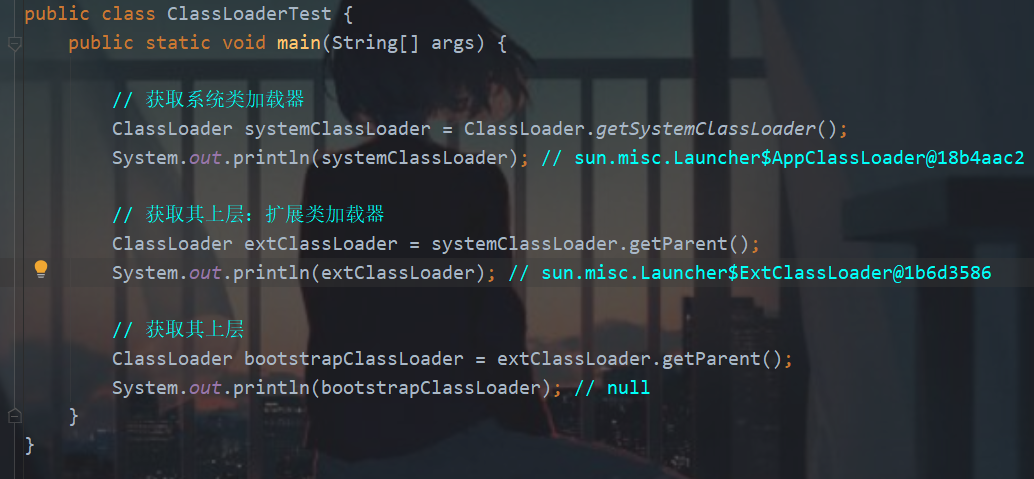 public class ClassLoaderTest {
public static void main(String[] args) {
// 获取系统类加载器
ClassLoader systemClassLoader = ClassLoader.getSystemClassLoader();
System.out.println(systemClassLoader); // sun.misc.Launcher$AppClassLoader@18b4aac2
// 获取其上层：扩展类加载器
ClassLoader extClassLoader = systemClassLoader.getParent();
System.out.println(extClassLoader); // sun.misc.Launcher$ExtClassLoader@1b6d3586
// 获取其上层
ClassLoader bootstrapClassLoader = extClassLoader.getParent();
System.out.println(bootstrapClassLoader); // null
}
}